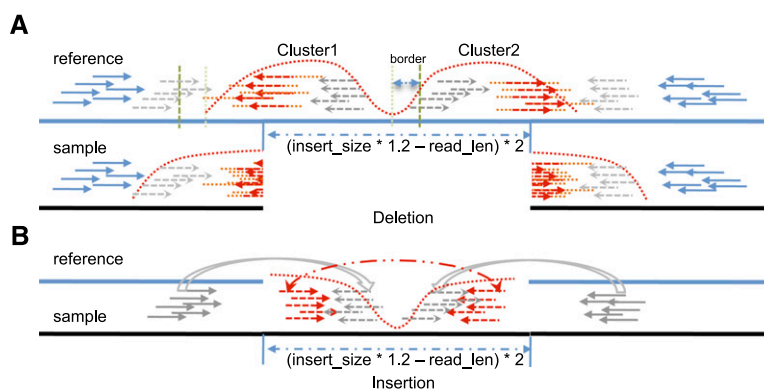 A
Cluster1 border Cluster2
reference
(insert_size * 1.2 – read_len) * 2
sample
Deletion
B
reference
sample
(insert_size * 1.2 – read_len) * 2
Insertion